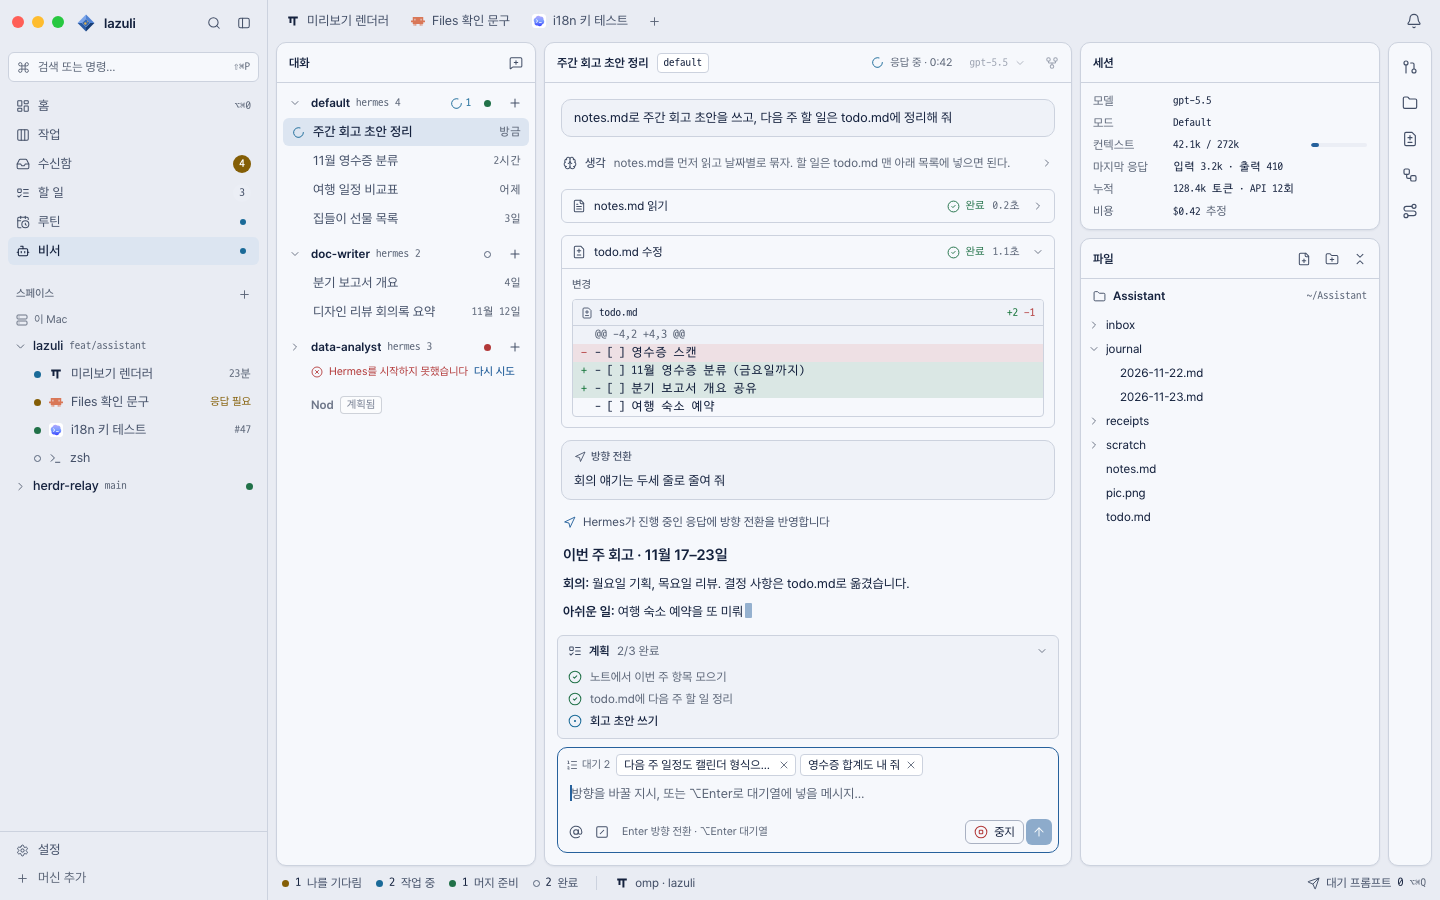 lazuli
검색 또는 명령... ⇧⌘P
홈 ⌥⌘0
작업
수신함 4
할 일 3
루틴
비서
스페이스
이 Mac
lazuli feat/assistant
미리보기 렌더러 23분
Files 확인 문구 응답 필요
i18n 키 테스트 #47
zsh
herdr-relay main
설정
머신 추가
미리보기 렌더러
Files 확인 문구
i18n 키 테스트
대화
default hermes 4 1
주간 회고 초안 정리 방금
11월 영수증 분류 2시간
여행 일정 비교표 어제
집들이 선물 목록 3일
doc-writer hermes 2
분기 보고서 개요 4일
디자인 리뷰 회의록 요약 11월 12일
data-analyst hermes 3
Hermes를 시작하지 못했습니다 다시 시도
Nod 계획됨
주간 회고 초안 정리 default 응답 중 · 0:42 gpt-5.5
notes.md로 주간 회고 초안을 쓰고, 다음 주 할 일은 todo.md에 정리해 줘
생각 notes.md를 먼저 읽고 날짜별로 묶자. 할 일은 todo.md 맨 아래 목록에 넣으면 된다.
notes.md 읽기 완료 0.2초
todo.md 수정 완료 1.1초
변경
todo.md +2 −1
@@ -4,2 +4,3 @@
− - [ ] 영수증 스캔
+ - [ ] 11월 영수증 분류 (금요일까지)
+ - [ ] 분기 보고서 개요 공유
- [ ] 여행 숙소 예약
방향 전환
회의 얘기는 두세 줄로 줄여 줘
Hermes가 진행 중인 응답에 방향 전환을 반영합니다
이번 주 회고 · 11월 17–23일
회의: 월요일 기획, 목요일 리뷰. 결정 사항은 todo.md로 옮겼습니다.
아쉬운 일: 여행 숙소 예약을 또 미뤄
계획 2/3 완료
노트에서 이번 주 항목 모으기
todo.md에 다음 주 할 일 정리
회고 초안 쓰기
대기 2 다음 주 일정도 캘린더 형식으... 영수증 합계도 내 줘
방향을 바꿀 지시, 또는 ⌥Enter로 대기열에 넣을 메시지...
Enter 방향 전환 · ⌥Enter 대기열 중지
세션
모델 gpt-5.5
모드 Default
컨텍스트 42.1k / 272k
마지막 응답 입력 3.2k · 출력 410
누적 128.4k 토큰 · API 12회
비용 $0.42 추정
파일
Assistant ~/Assistant
inbox
journal
2026-11-22.md
2026-11-23.md
receipts
scratch
notes.md
pic.png
todo.md
1 나를 기다림 2 작업 중 1 머지 준비 2 완료 omp · lazuli 대기 프롬프트 0 ⌥⌘Q